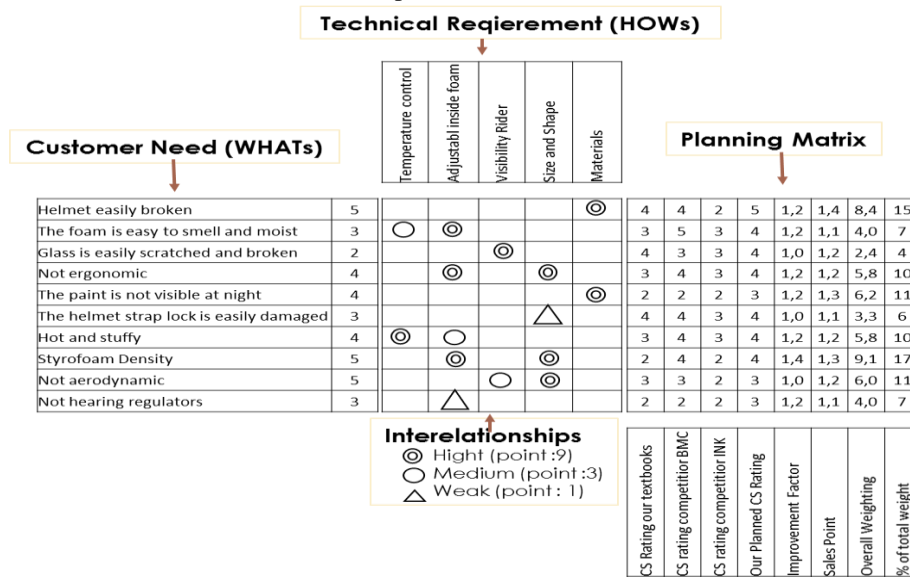 Technical Reqierement (HOWs)
Temperature control
Adjustabl inside foam
Visibility Rider
Size and Shape
Materials
Customer Need (WHATs)
Planning Matrix
Helmet easily broken 5 4 4 2 5 1,2 1,4 8,4 15
The foam is easy to smell and moist 3 3 5 3 4 1,2 1,1 4,0 7
Glass is easily scratched and broken 2 4 3 3 4 1,0 1,2 2,4 4
Not ergonomic 4 3 4 3 4 1,2 1,2 5,8 10
The paint is not visible at night 4 2 2 2 3 1,2 1,3 6,2 11
The helmet strap lock is easily damaged 3 4 4 3 4 1,0 1,1 3,3 6
Hot and stuffy 4 3 4 3 4 1,2 1,2 5,8 10
Styrofoam Density 5 2 4 2 4 1,4 1,3 9,1 17
Not aerodynamic 5 3 3 2 3 1,0 1,2 6,0 11
Not hearing regulators 3 2 2 2 3 1,2 1,1 4,0 7
Interelationships
Hight (point :9)
Medium (point :3)
Weak (point : 1)
CS Rating our textbooks
CS rating competitior BMC
CS rating competitior INK
Our Planned CS Rating
Improvement Factor
Sales Point
Overall Weighting
% of total weight